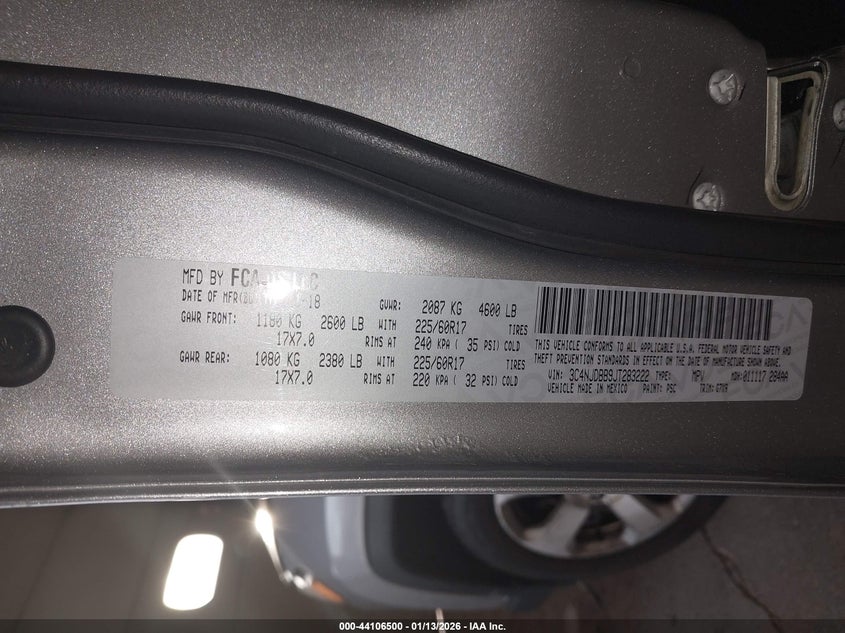 MFD BY FCA
DATE OF MFR -18 GVWR: 2087 KG 4600 LB
GAWR FRONT: 1180 KG 2600 LB WITH 225/60R17 TIRES
17X7.0 RIMS AT 240 KPA ( 35 PSI) COLD
GAWR REAR: 1080 KG 2380 LB WITH 225/60R17 TIRES
17X7.0 RIMS AT 220 KPA ( 32 PSI) COLD
THIS VEHICLE CONFORMS TO ALL APPLICABLE U.S.A. FEDERAL MOTOR VEHICLE SAFETY AND
THEFT PREVENTION STANDARDS IN EFFECT ON THE DATE OF MANUFACTURE SHOWN ABOVE.
VIN: 3C4NJDBB9JT283222 TYPE: MPV MDH: 011117 284AA
VEHICLE MADE IN MEXICO PAINT: PSC TRIM:
000-44106500 - 01/13/2026 - IAA Inc.